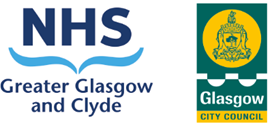 NHS
Greater Glasgow
and Clyde
Glasgow
CITY COUNCIL